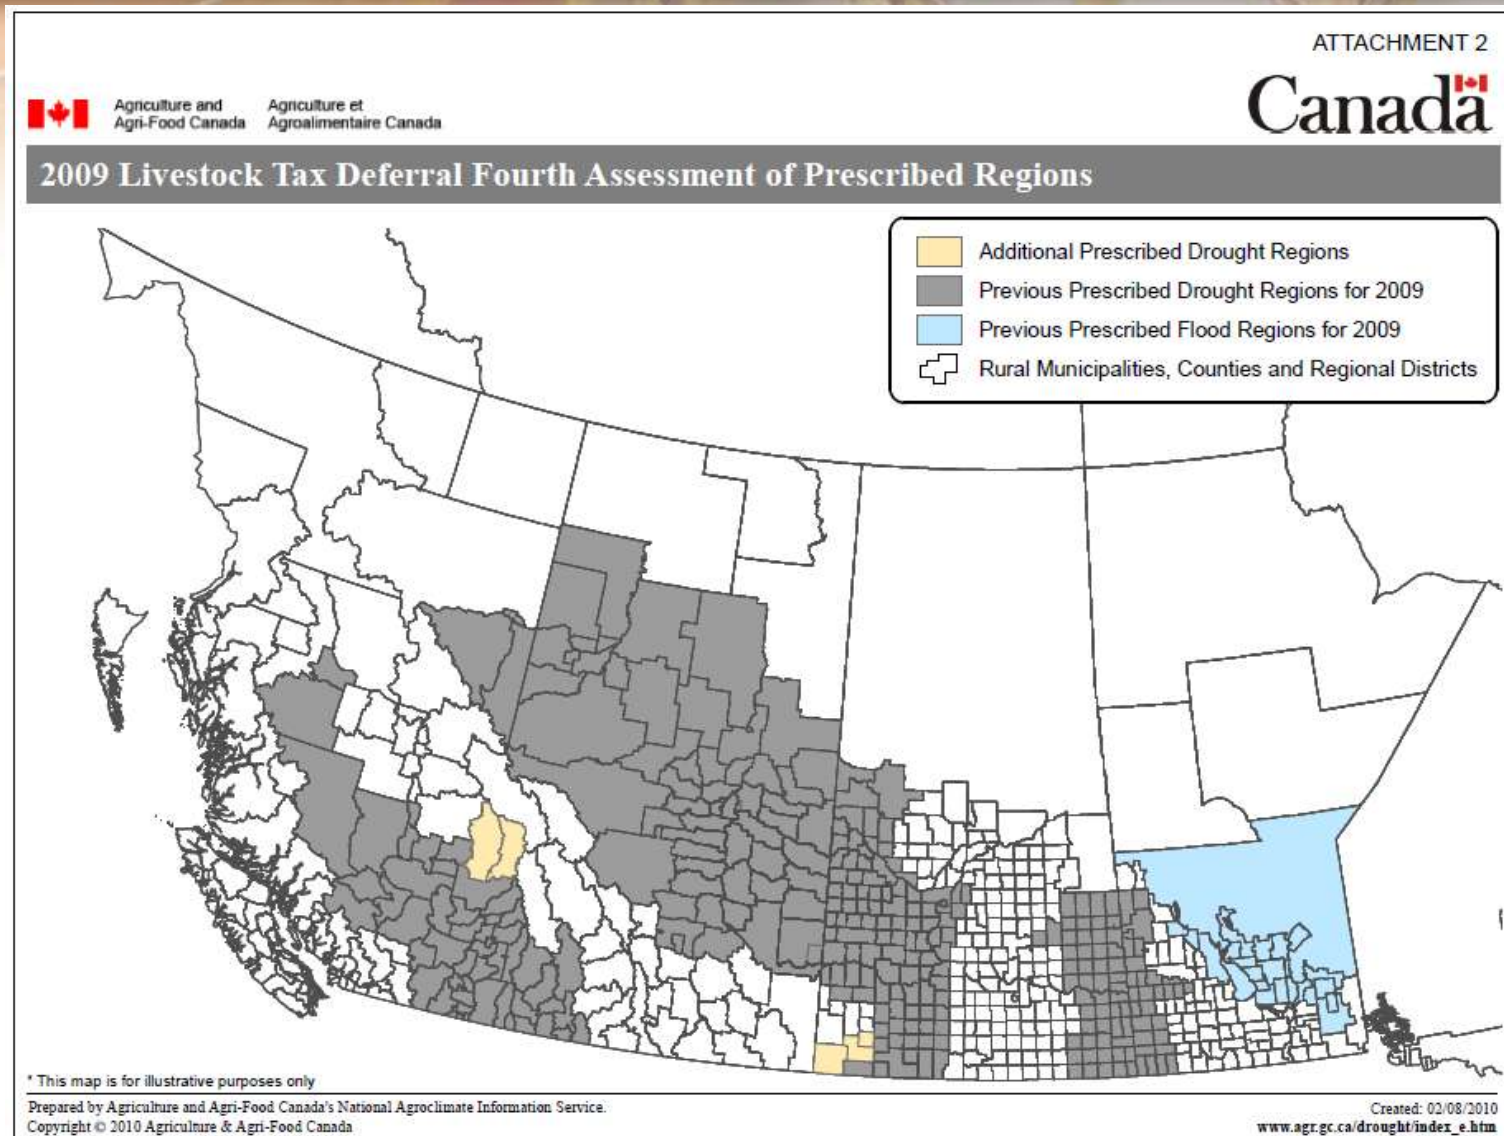 ATTACHMENT 2
Agriculture and Agriculture et
Agri-Food Canada Agroalimentaire Canada
Canada
2009 Livestock Tax Deferral Fourth Assessment of Prescribed Regions
Additional Prescribed Drought Regions
Previous Prescribed Drought Regions for 2009
Previous Prescribed Flood Regions for 2009
Rural Municipalities, Counties and Regional Districts
* This map is for illustrative purposes only
Prepared by Agriculture and Agri-Food Canada's National Agroclimate Information Service.
Copyright © 2010 Agriculture & Agri-Food Canada
Created: 02/08/2010
www.agr.gc.ca/drought/index_e.htm